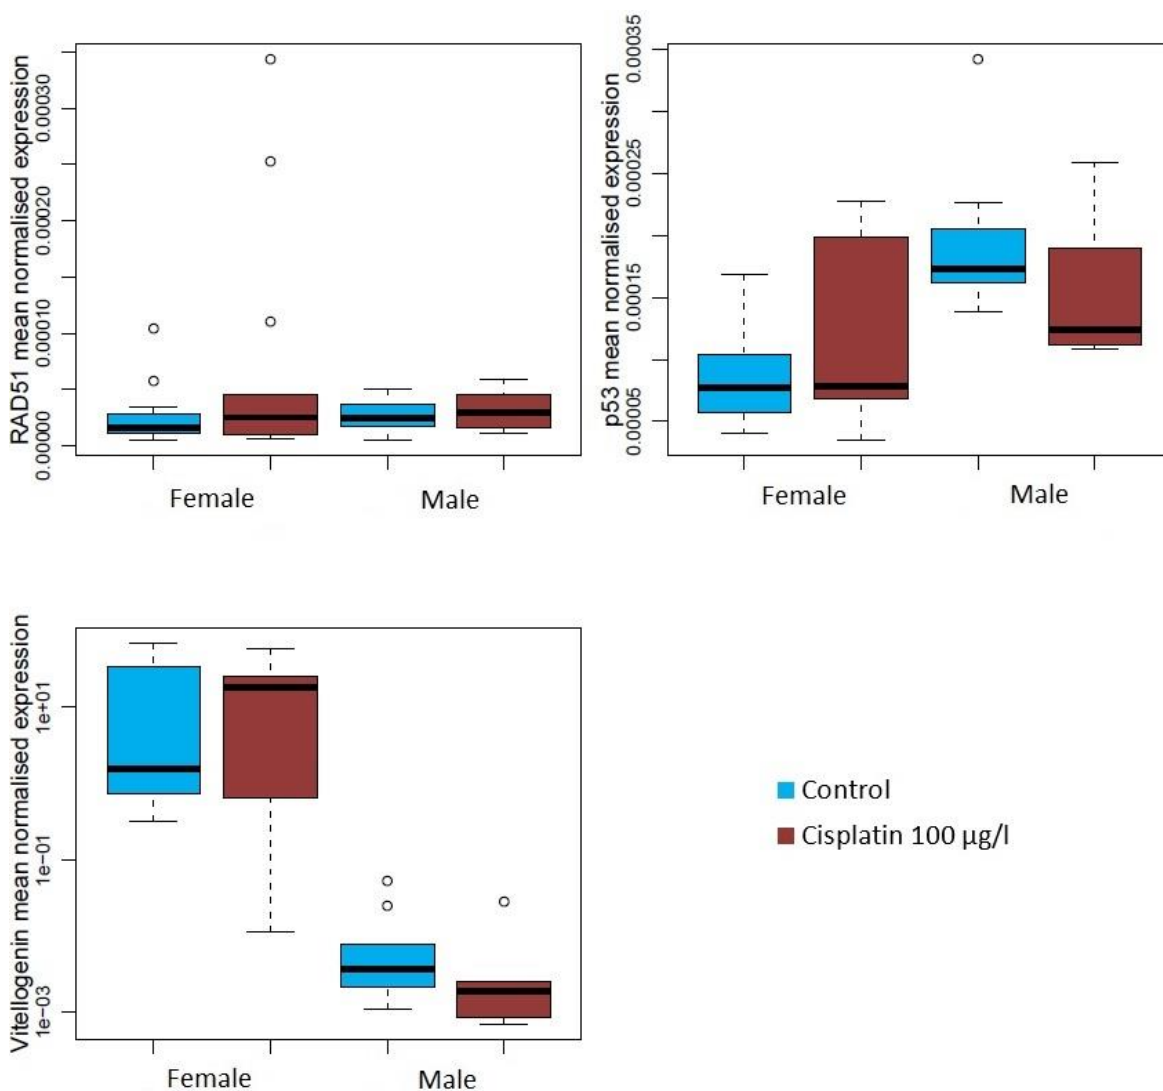 RAD51 mean normalised expression
0.00000
0.00010
0.00020
0.00030
Female
Male
p53 mean normalised expression
0.00005
0.00015
0.00025
0.00035
Female
Male
Vitellogenin mean normalised expression
1e−03
1e−01
1e+01
Female
Male
Control
Cisplatin 100 µg/l